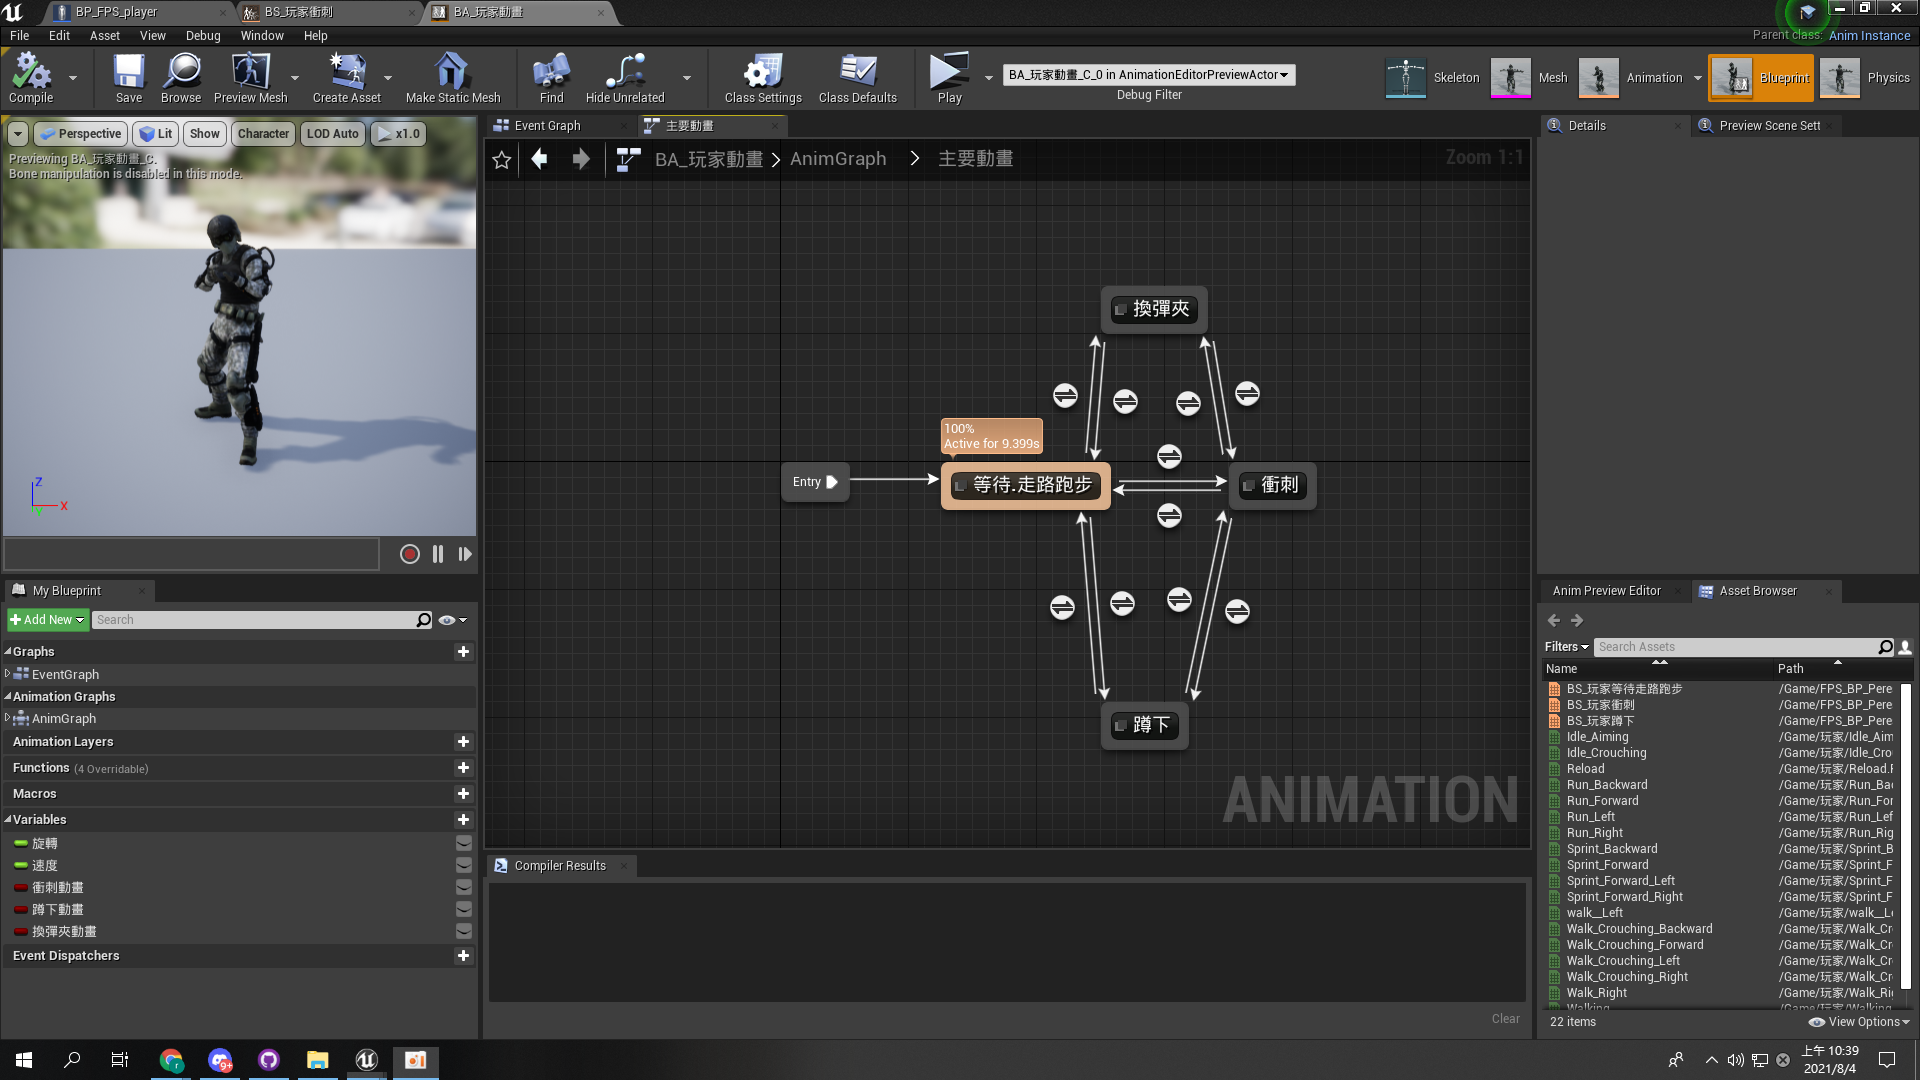 BP_FPS_player
BS_玩家衝刺
BA_玩家動畫
File Edit Asset View Debug Window Help
Parent class: Anim Instance
Compile
Save
Browse
Preview Mesh
Create Asset
Make Static Mesh
Find
Hide Unrelated
Class Settings
Class Defaults
Play
BA_玩家動畫_C_0 in AnimationEditorPreviewActor
Debug Filter
Skeleton
Mesh
Animation
Blueprint
Physics
Perspective
Lit
Show
Character
LOD Auto
x1.0
Previewing BA_玩家動畫_C.
Bone manipulation is disabled in this mode.
Z
X
Event Graph
主要動畫
BA_玩家動畫 > AnimGraph > 主要動畫
Zoom 1:1
換彈夾
100%
Active for 9.399s
Entry
等待.走路跑步
衝刺
蹲下
ANIMATION
Compiler Results
Clear
My Blueprint
Add New
Search
Graphs
EventGraph
Animation Graphs
AnimGraph
Animation Layers
Functions (4 Overridable)
Macros
Variables
旋轉
速度
衝刺動畫
蹲下動畫
換彈夾動畫
Event Dispatchers
Details
Preview Scene Sett
Anim Preview Editor
Asset Browser
Filters
Search Assets
Name Path
BS_玩家等待走路跑步 /Game/FPS_BP_Pere
BS_玩家衝刺 /Game/FPS_BP_Pere
BS_玩家蹲下 /Game/FPS_BP_Pere
Idle_Aiming /Game/玩家/Idle_Aim
Idle_Crouching /Game/玩家/Idle_Cro
Reload /Game/玩家/Reload.R
Run_Backward /Game/玩家/Run_Bac
Run_Forward /Game/玩家/Run_For
Run_Left /Game/玩家/Run_Lef
Run_Right /Game/玩家/Run_Rig
Sprint_Backward /Game/玩家/Sprint_B
Sprint_Forward /Game/玩家/Sprint_F
Sprint_Forward_Left /Game/玩家/Sprint_F
Sprint_Forward_Right /Game/玩家/Sprint_F
walk__Left /Game/玩家/walk__Le
Walk_Crouching_Backward /Game/玩家/Walk_Cr
Walk_Crouching_Forward /Game/玩家/Walk_Cr
Walk_Crouching_Left /Game/玩家/Walk_Cr
Walk_Crouching_Right /Game/玩家/Walk_Cr
Walk_Right /Game/玩家/Walk_Ri
Walking /Game/玩家/Walking
22 items
View Options
9+
上午 10:39
2021/8/4